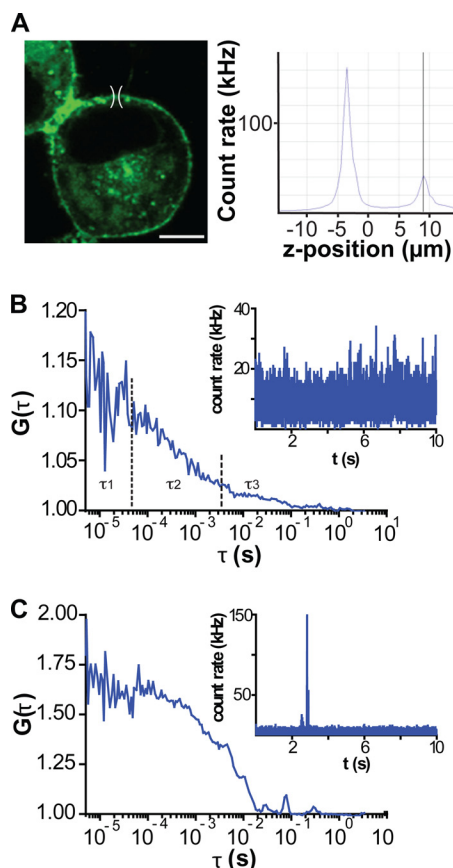 A
)(
Count rate (kHz)
100
-10 -5 0 5 10
z-position (µm)
B
1.20
1.15
1.10
1.05
1.00
G(τ)
τ1 τ2 τ3
10⁻⁵ 10⁻⁴ 10⁻³ 10⁻² 10⁻¹ 10⁰ 10¹
τ (s)
40
20
count rate (kHz)
2 6 10
t (s)
C
2.00
1.75
1.50
1.25
1.00
G(τ)
10⁻⁵ 10⁻⁴ 10⁻³ 10⁻² 10⁻¹ 10⁰ 10¹
τ (s)
150
50
count rate (kHz)
2 6 10
t (s)